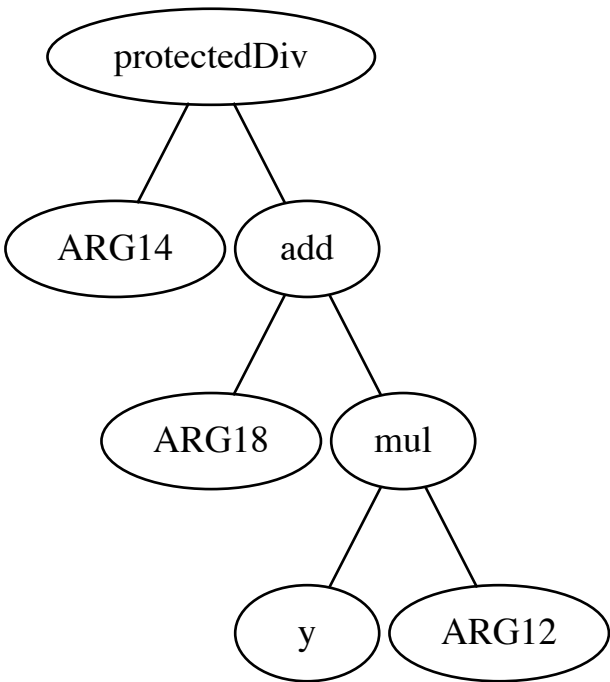 protectedDiv
ARG14
add
ARG18
mul
y
ARG12